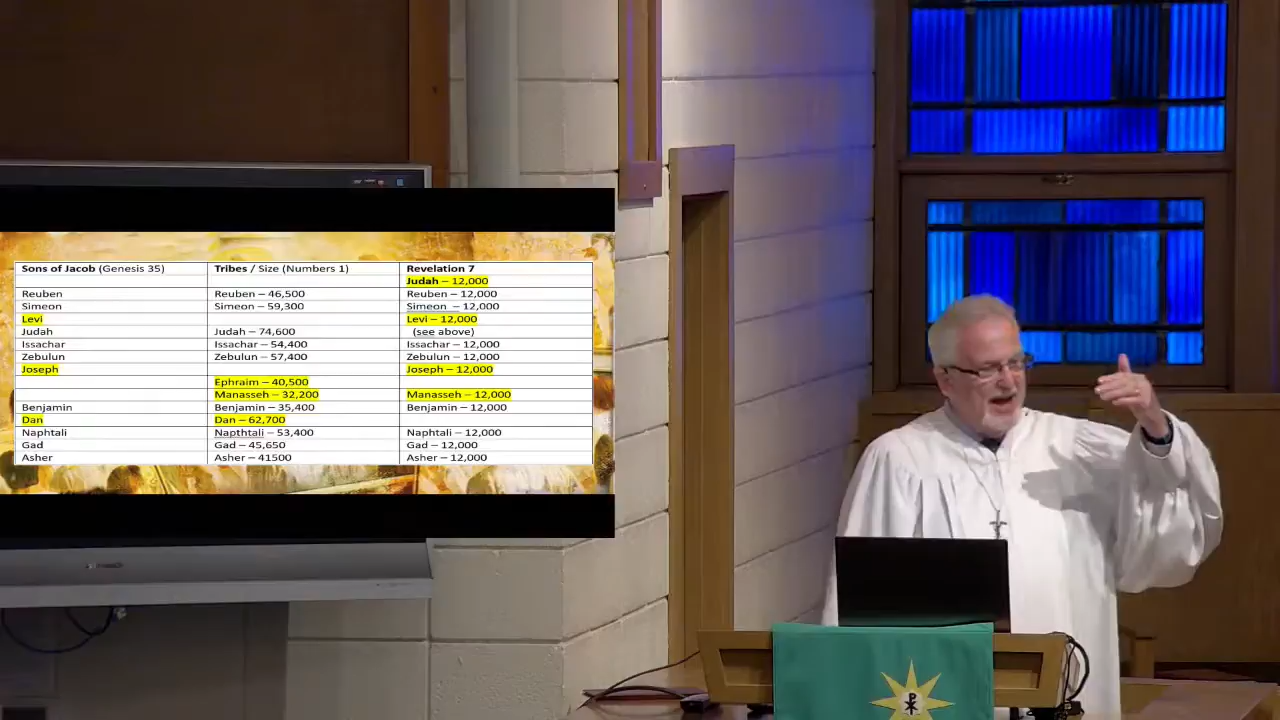 Sons of Jacob (Genesis 35) Tribes / Size (Numbers 1) Revelation 7
Judah – 12,000
Reuben Reuben – 46,500 Reuben – 12,000
Simeon Simeon – 59,300 Simeon – 12,000
Levi Levi – 12,000
Judah Judah – 74,600 (see above)
Issachar Issachar – 54,400 Issachar – 12,000
Zebulun Zebulun – 57,400 Zebulun – 12,000
Joseph Joseph – 12,000
Ephraim – 40,500
Manasseh – 32,200 Manasseh – 12,000
Benjamin Benjamin – 35,400 Benjamin – 12,000
Dan Dan – 62,700
Naphtali Napthtali – 53,400 Naphtali – 12,000
Gad Gad – 45,650 Gad – 12,000
Asher Asher – 41500 Asher – 12,000